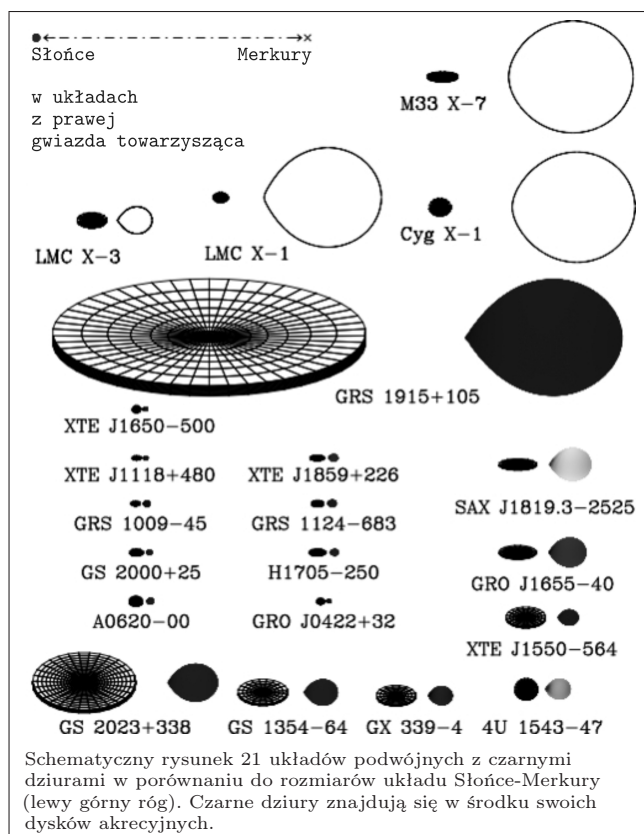 Słońce Merkury
w układach
z prawej
gwiazda towarzysząca
M33 X-7
LMC X-3
LMC X-1
Cyg X-1
GRS 1915+105
XTE J1650-500
XTE J1118+480
XTE J1859+226
SAX J1819.3-2525
GRS 1009-45
GRS 1124-683
GS 2000+25
H1705-250
GRO J1655-40
A0620-00
GRO J0422+32
XTE J1550-564
GS 2023+338
GS 1354-64
GX 339-4
4U 1543-47
Schematyczny rysunek 21 układów podwójnych z czarnymi
dziurami w porównaniu do rozmiarów układu Słońce-Merkury
(lewy górny róg). Czarne dziury znajdują się w środku swoich
dysków akrecyjnych.